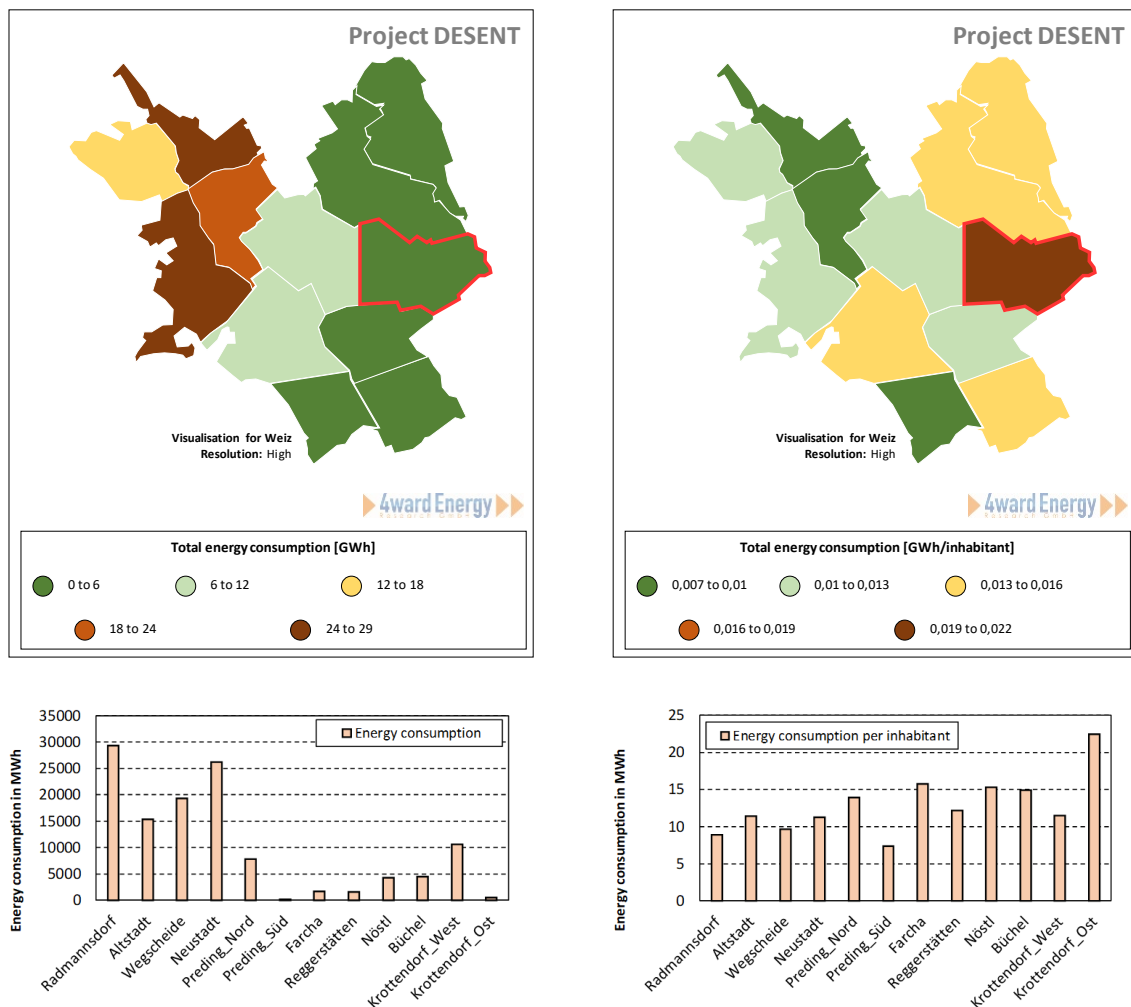 Project DESENT
Visualisation for Weiz
Resolution: High
4ward Energy
Research GmbH
Total energy consumption [GWh]
0 to 6
6 to 12
12 to 18
18 to 24
24 to 29
Project DESENT
Visualisation for Weiz
Resolution: High
4ward Energy
Research GmbH
Total energy consumption [GWh/inhabitant]
0,007 to 0,01
0,01 to 0,013
0,013 to 0,016
0,016 to 0,019
0,019 to 0,022
Energy consumption in MWh
35000
30000
25000
20000
15000
10000
5000
0
Energy consumption
Radmannsdorf
Altstadt
Wegscheide
Neustadt
Preding_Nord
Preding_Süd
Farcha
Reggerstätten
Nöstl
Büchel
Krottendorf_West
Krottendorf_Ost
Energy consumption in MWh
25
20
15
10
5
0
Energy consumption per inhabitant
Radmannsdorf
Altstadt
Wegscheide
Neustadt
Preding_Nord
Preding_Süd
Farcha
Reggerstätten
Nöstl
Büchel
Krottendorf_West
Krottendorf_Ost